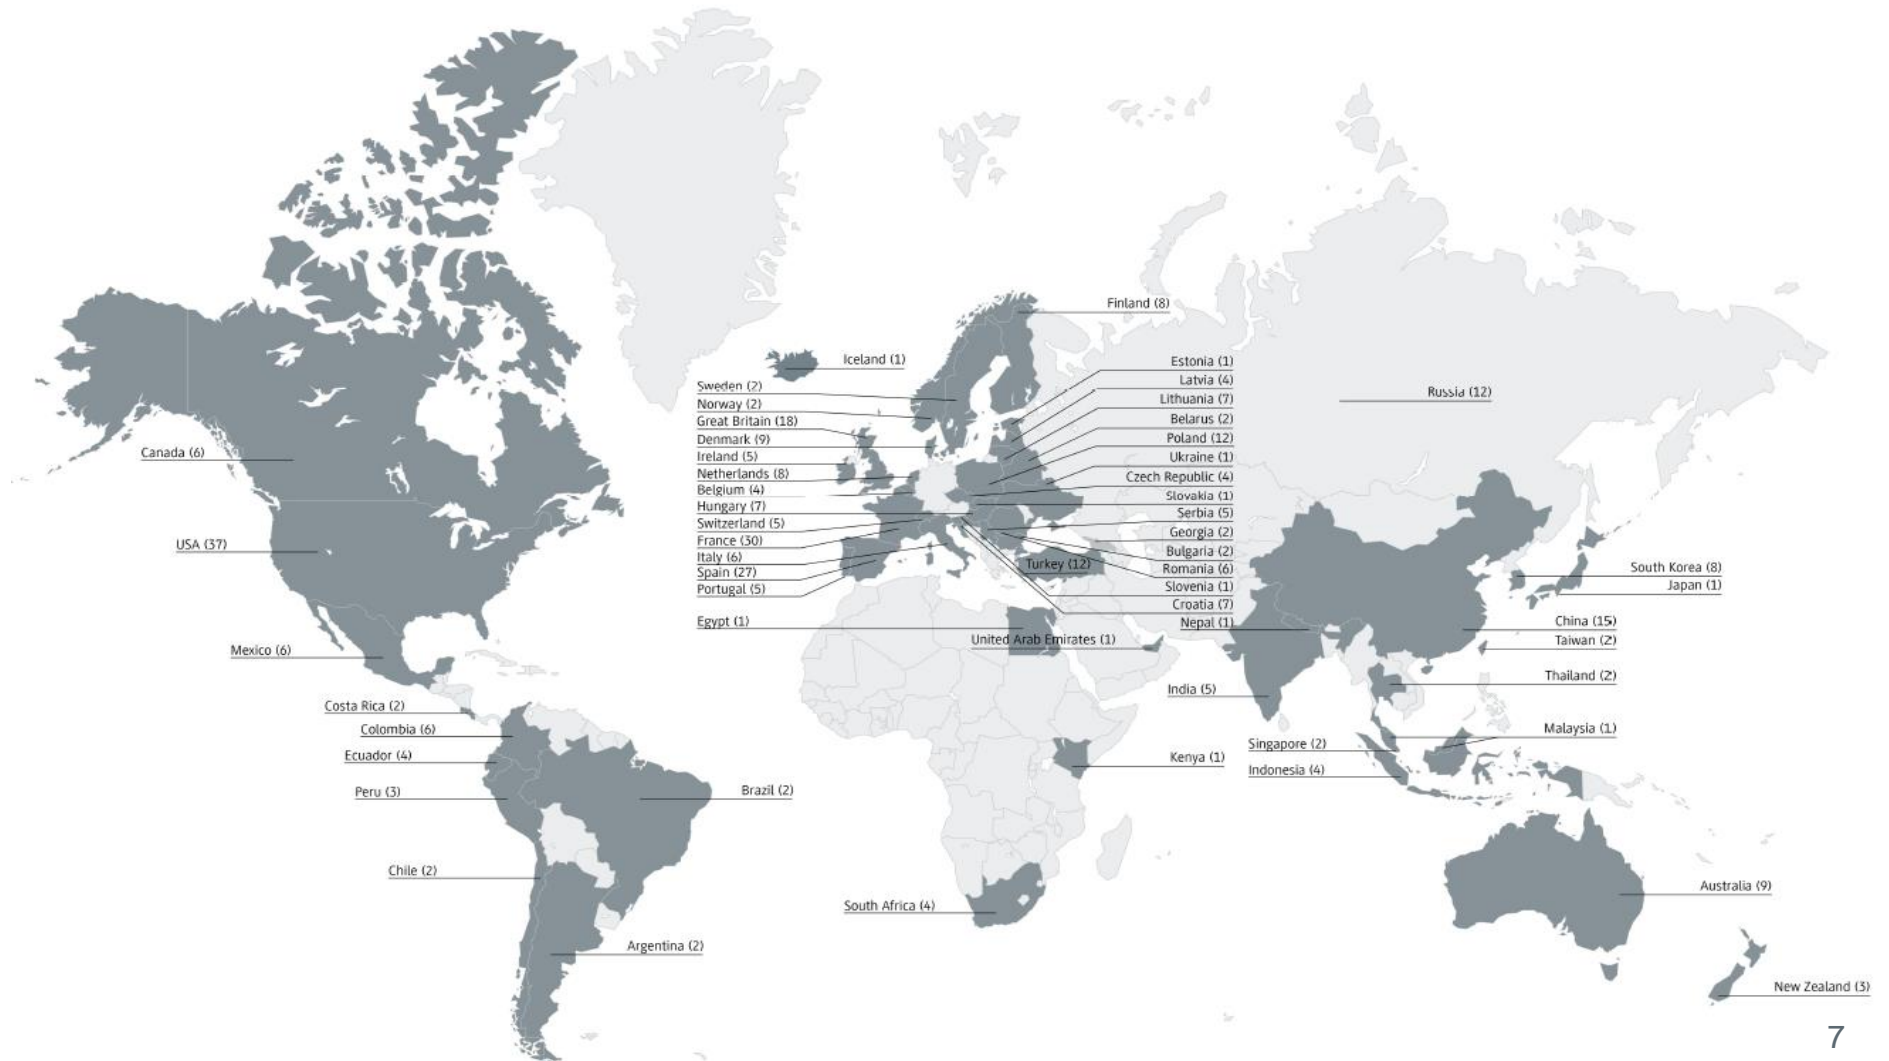 Finland (8)
Iceland (1)
Estonia (1)
Latvia (4)
Lithuania (7)
Belarus (2)
Poland (12)
Ukraine (1)
Czech Republic (4)
Slovakia (1)
Serbia (5)
Georgia (2)
Bulgaria (2)
Romania (6)
Slovenia (1)
Croatia (7)
Nepal (1)
Russia (12)
Sweden (2)
Norway (2)
Great Britain (18)
Denmark (9)
Ireland (5)
Netherlands (8)
Belgium (4)
Hungary (7)
Switzerland (5)
France (30)
Italy (6)
Spain (27)
Portugal (5)
Egypt (1)
Turkey (12)
United Arab Emirates (1)
Canada (6)
USA (37)
Mexico (6)
Costa Rica (2)
Colombia (6)
Ecuador (4)
Peru (3)
Brazil (2)
Chile (2)
Argentina (2)
South Africa (4)
Kenya (1)
India (5)
South Korea (8)
Japan (1)
China (15)
Taiwan (2)
Thailand (2)
Malaysia (1)
Singapore (2)
Indonesia (4)
Australia (9)
New Zealand (3)
7